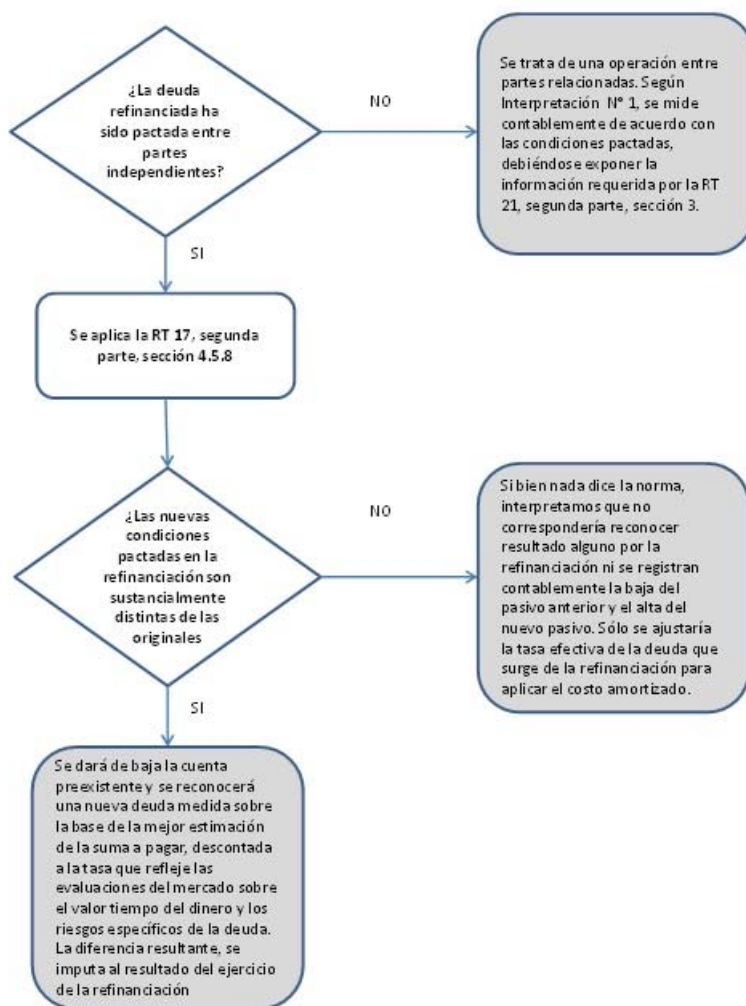 ¿La deuda
refinanciada ha
sido pactada entre
partes
independientes?
NO
Se trata de una operación entre
partes relacionadas. Según
Interpretación N° 1, se mide
contablemente de acuerdo con
las condiciones pactadas,
debiéndose exponer la
información requerida por la RT
21, segunda parte, sección 3.
SI
Se aplica la RT 17, segunda
parte, sección 4.5.8
¿Las nuevas
condiciones
pactadas en la
refinanciación son
sustancialmente
distintas de las
originales
NO
Si bien nada dice la norma,
interpretamos que no
correspondería reconocer
resultado alguno por la
refinanciación ni se registran
contablemente la baja del
pasivo anterior y el alta del
nuevo pasivo. Sólo se ajustaría
la tasa efectiva de la deuda que
surge de la refinanciación para
aplicar el costo amortizado.
SI
Se dará de baja la cuenta
preexistente y se reconocerá
una nueva deuda medida sobre
la base de la mejor estimación
de la suma a pagar, descontada
a la tasa que refleje las
evaluaciones del mercado sobre
el valor tiempo del dinero y los
riesgos específicos de la deuda.
La diferencia resultante, se
imputa al resultado del ejercicio
de la refinanciación